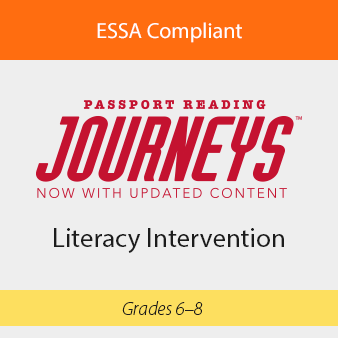 ESSA Compliant
PASSPORT READING
JOURNEYS™
NOW WITH UPDATED CONTENT
Literacy Intervention
Grades 6–8